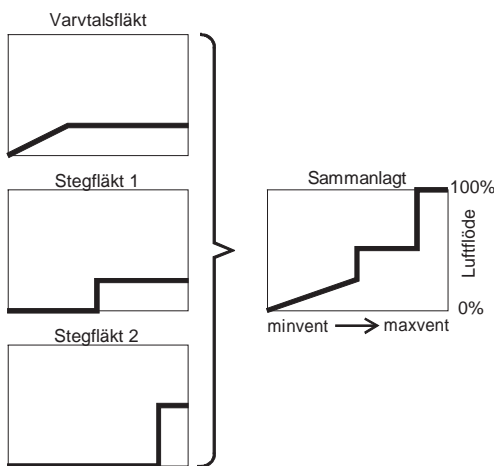 Varvtalsfläkt
Stegfläkt 1
Stegfläkt 2
Sammanlagt
100%
Luftflöde
0%
minvent maxvent